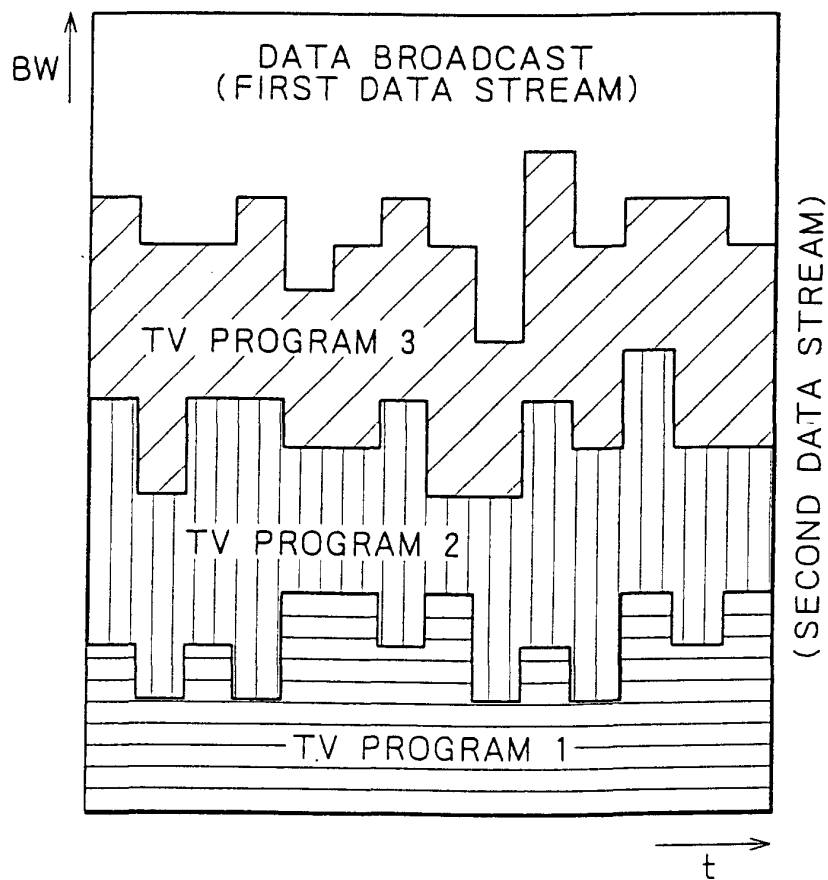 BW
DATA BROADCAST
(FIRST DATA STREAM)
TV PROGRAM 3
TV PROGRAM 2
TV PROGRAM 1
(SECOND DATA STREAM)
t